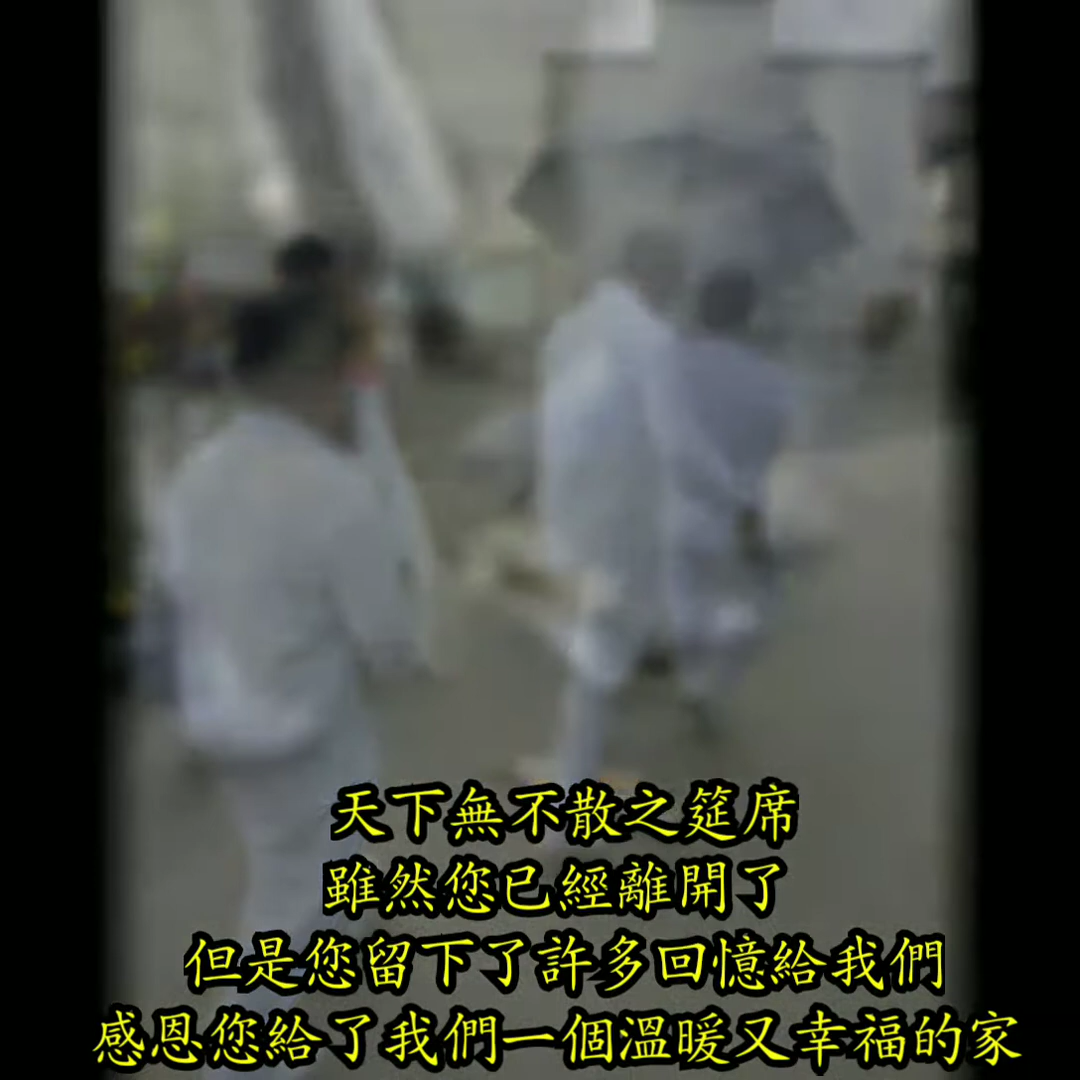 天下無不散之筵席
雖然您已經離開了
但是您留下了許多回憶給我們
感恩您給了我們一個溫暖又幸福的家